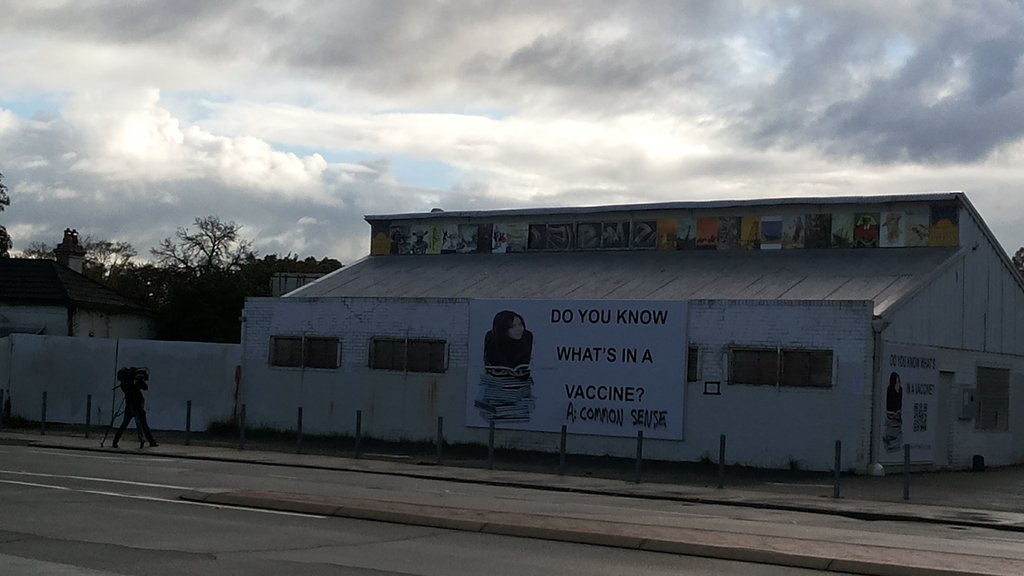 DO YOU KNOW
WHAT'S IN A
VACCINE?
A: COMMON SENSE
DO YOU KNOW WHAT'S
IN A VACCINE?